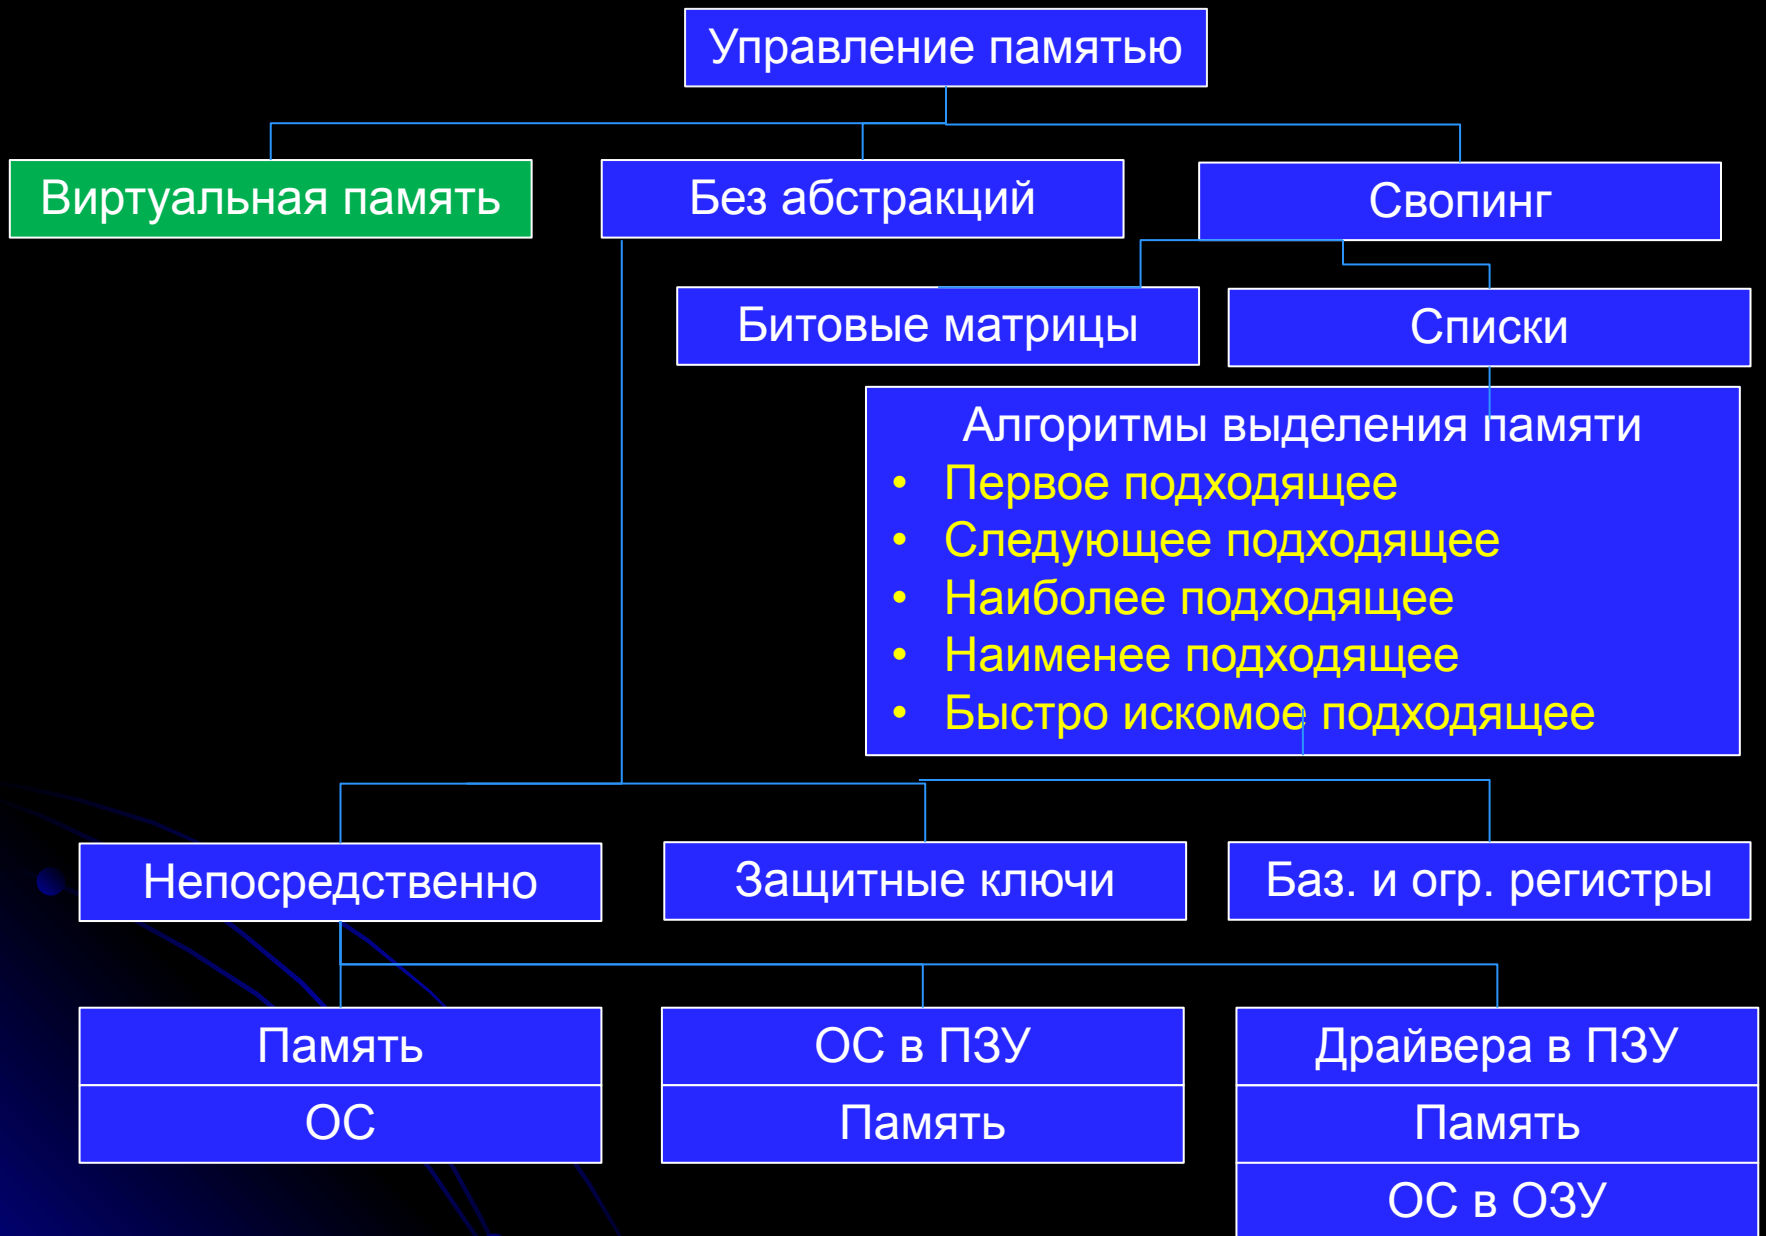 Управление памятью
Виртуальная память
Без абстракций
Свопинг
Битовые матрицы
Списки
Алгоритмы выделения памяти
• Первое подходящее
• Следующее подходящее
• Наиболее подходящее
• Наименее подходящее
• Быстро искомое подходящее
Непосредственно
Защитные ключи
Баз. и огр. регистры
Память
ОС
ОС в ПЗУ
Память
Драйвера в ПЗУ
Память
ОС в ОЗУ